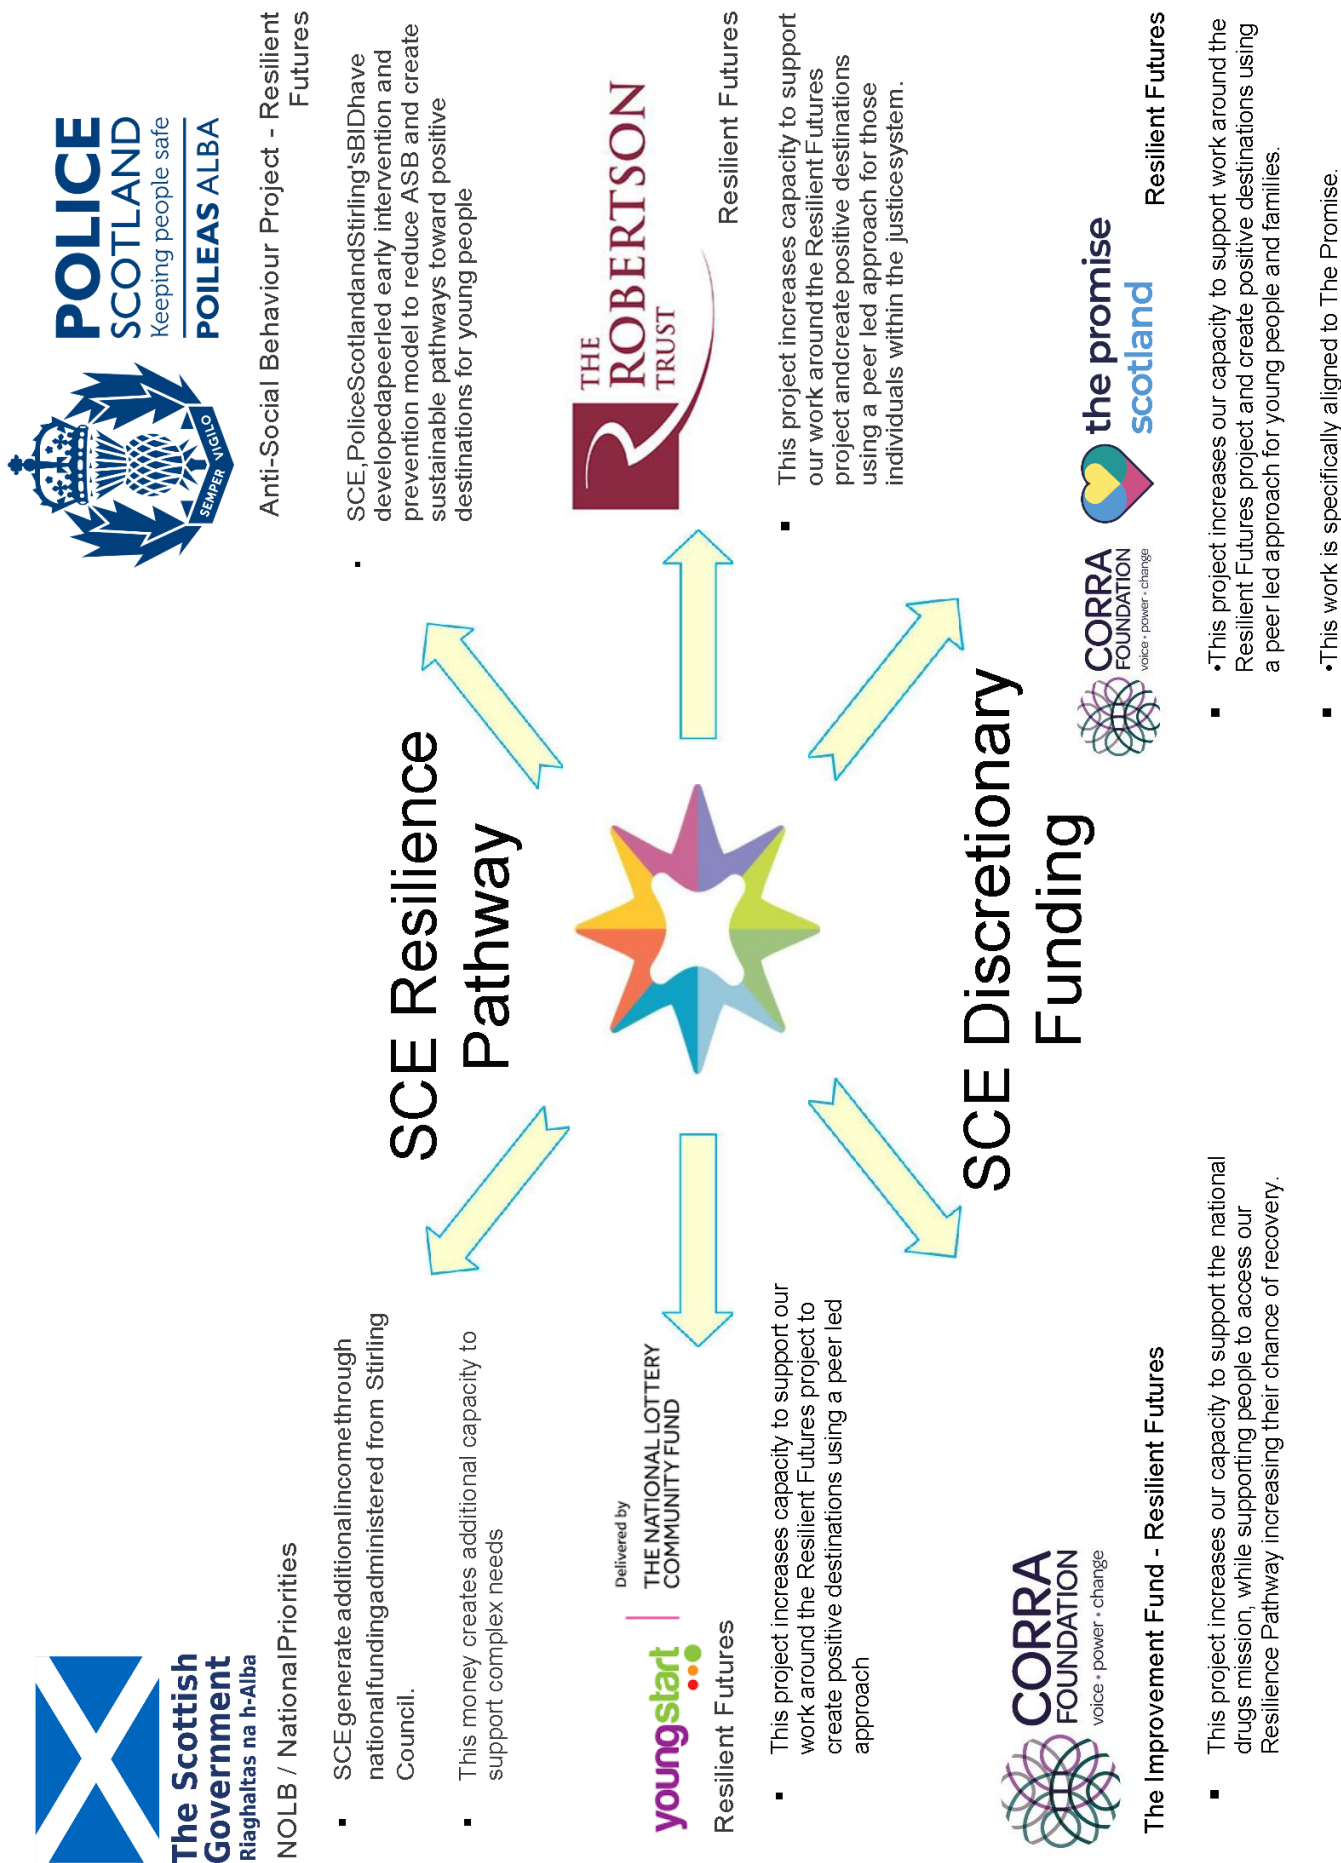 The Scottish
Government
Riaghaltas na h-Alba
NOLB / NationalPriorities
▪ SCEgenerate additionalincomethrough
nationalfundingadministered from Stirling
Council.
▪ This money creates additional capacity to
support complex needs
youngstart
Delivered by
THE NATIONAL LOTTERY
COMMUNITY FUND
Resilient Futures
▪ This project increases capacity to support our
work around the Resilient Futures project to
create positive destinations using a peer led
approach
CORRA
FOUNDATION
voice • power • change
The Improvement Fund - Resilient Futures
▪ This project increases our capacity to support the national
drugs mission, while supporting people to access our
Resilience Pathway increasing their chance of recovery.
SCE Resilience
Pathway
SCE Discretionary
Funding
SEMPER VIGILO
POLICE
SCOTLAND
Keeping people safe
POILEAS ALBA
Anti-Social Behaviour Project - Resilient
Futures
▪ SCE,PoliceScotlandandStirling'sBIDhave
developedapeerled early intervention and
prevention model to reduce ASB and create
sustainable pathways toward positive
destinations for young people
THE
ROBERTSON
TRUST
Resilient Futures
▪ This project increases capacity to support
our work around the Resilient Futures
project andcreate positive destinations
using a peer led approach for those
individuals within the justicesystem.
CORRA
FOUNDATION
voice • power • change
the promise
scotland
Resilient Futures
▪ •This project increases our capacity to support work around the
Resilient Futures project and create positive destinations using
a peer led approach for young people and families.
▪ •This work is specifically aligned to The Promise.